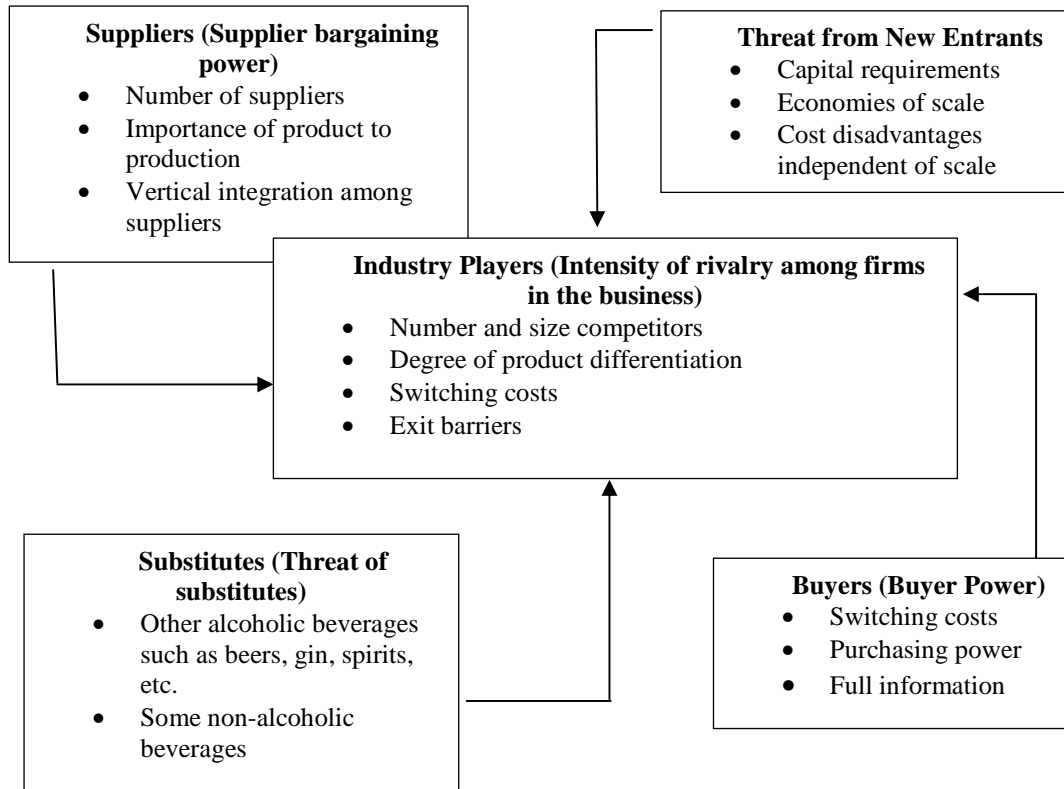 Suppliers (Supplier bargaining
power)
• Number of suppliers
• Importance of product to
production
• Vertical integration among
suppliers
Threat from New Entrants
• Capital requirements
• Economies of scale
• Cost disadvantages
independent of scale
Industry Players (Intensity of rivalry among firms
in the business)
• Number and size competitors
• Degree of product differentiation
• Switching costs
• Exit barriers
Substitutes (Threat of
substitutes)
• Other alcoholic beverages
such as beers, gin, spirits,
etc.
• Some non-alcoholic
beverages
Buyers (Buyer Power)
• Switching costs
• Purchasing power
• Full information